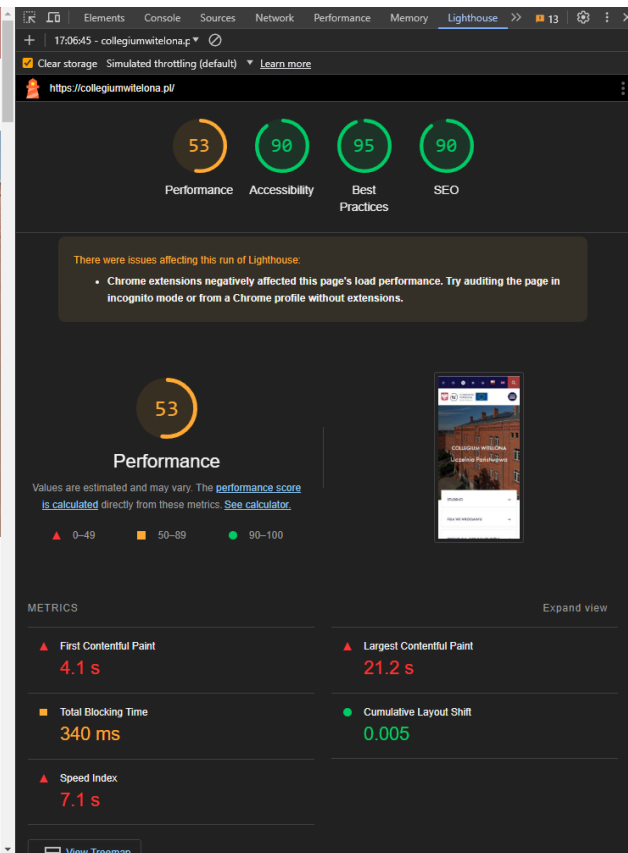 Elements Console Sources Network Performance Memory Lighthouse 13
17:06:45 - collegiumwitelona.p
Clear storage Simulated throttling (default) Learn more
https://collegiumwitelona.pl/
53 90 95 90
Performance Accessibility Best Practices SEO
There were issues affecting this run of Lighthouse:
Chrome extensions negatively affected this page's load performance. Try auditing the page in
incognito mode or from a Chrome profile without extensions.
53
Performance
Values are estimated and may vary. The performance score
is calculated directly from these metrics. See calculator.
0–49 50–89 90–100
COLLEGIUM WITELONA
Uczelnia Państwowa
METRICS Expand view
First Contentful Paint
4.1 s
Largest Contentful Paint
21.2 s
Total Blocking Time
340 ms
Cumulative Layout Shift
0.005
Speed Index
7.1 s
View Treemap